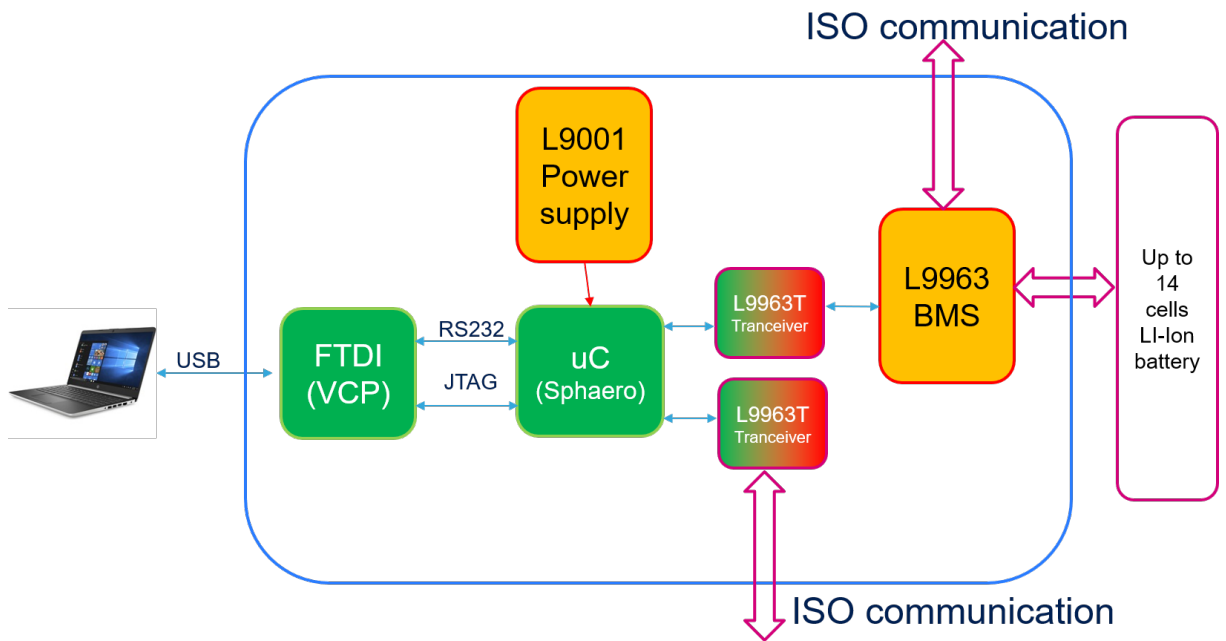 ISO communication
L9001
Power
supply
L9963T
Tranceiver
L9963
BMS
Up to
14
cells
LI-Ion
battery
USB
FTDI
(VCP)
RS232
JTAG
uC
(Sphaero)
L9963T
Tranceiver
ISO communication